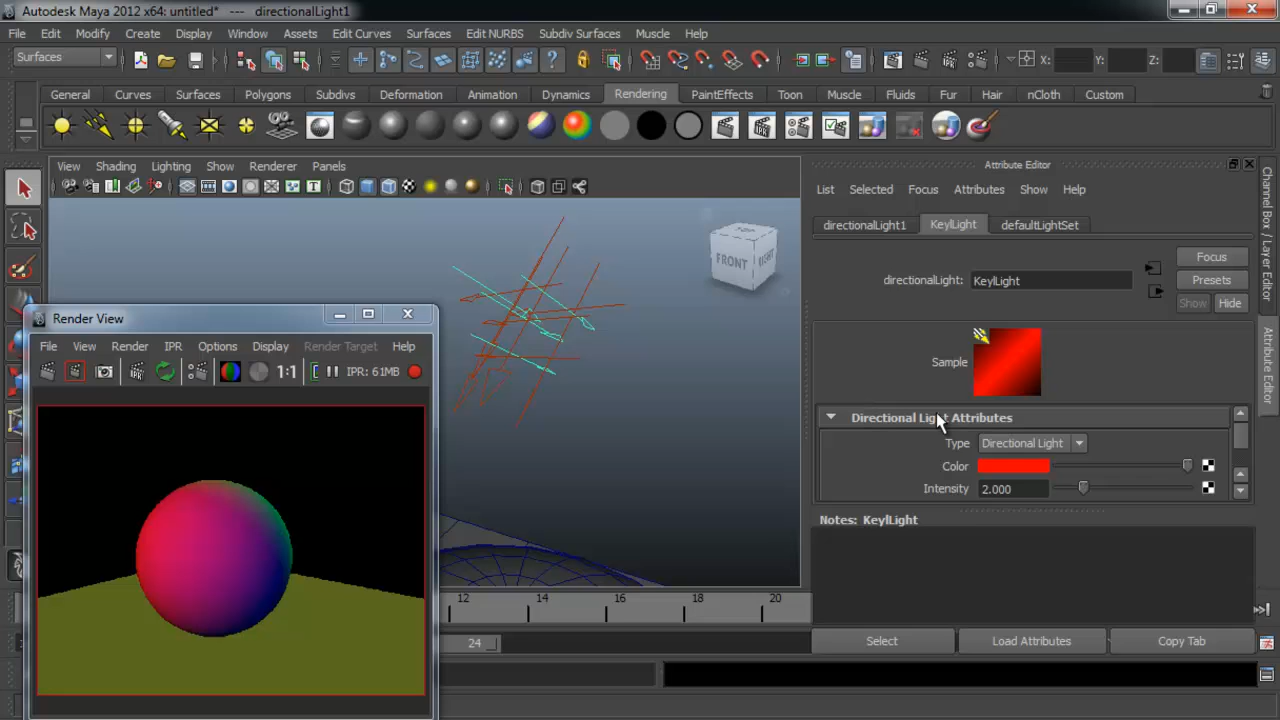 Autodesk Maya 2012 x64: untitled*   ---   directionalLight1
File Edit Modify Create Display Window Assets Edit Curves Surfaces Edit NURBS Subdiv Surfaces Muscle Help
Surfaces X: Y: Z:
General Curves Surfaces Polygons Subdivs Deformation Animation Dynamics Rendering PaintEffects Toon Muscle Fluids Fur Hair nCloth Custom
View Shading Lighting Show Renderer Panels
Attribute Editor
List Selected Focus Attributes Show Help
directionalLight1 KeylLight defaultLightSet
TOP
FRONT
RIGHT
directionalLight: KeylLight
Focus
Presets
Show Hide
Sample
Directional Light Attributes
Type Directional Light
Color
Intensity 2.000
Notes: KeylLight
Select Load Attributes Copy Tab
Channel Box / Layer Editor
Attribute Editor
Render View
File View Render IPR Options Display Render Target Help
1:1 IPR: 61MB
12 14 16 18 20
24